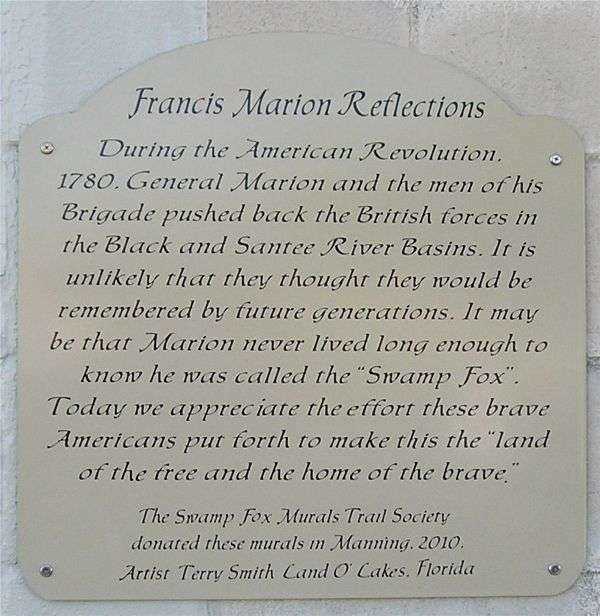 Francis Marion Reflections
During the American Revolution,
1780, General Marion and the men of his
Brigade pushed back the British forces in
the Black and Santee River Basins. It is
unlikely that they thought they would be
remembered by future generations. It may
be that Marion never lived long enough to
know he was called the "Swamp Fox".
Today we appreciate the effort these brave
Americans put forth to make this the "land
of the free and the home of the brave."
The Swamp Fox Murals Trail Society
donated these murals in Manning, 2010,
Artist Terry Smith Land O' Lakes, Florida